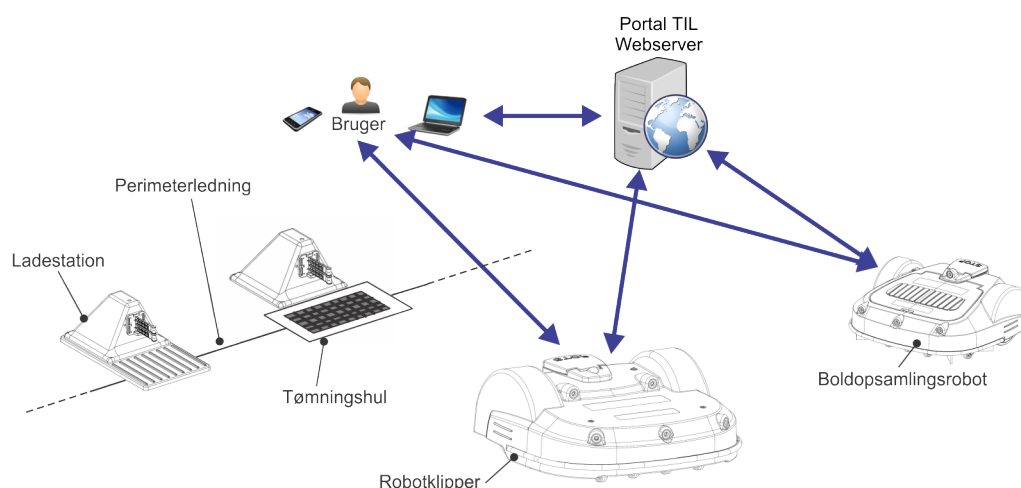 Portal TIL
Webserver
Bruger
Perimeterledning
Ladestation
Tømningshul
Boldopsamlingsrobot
Robotklipper